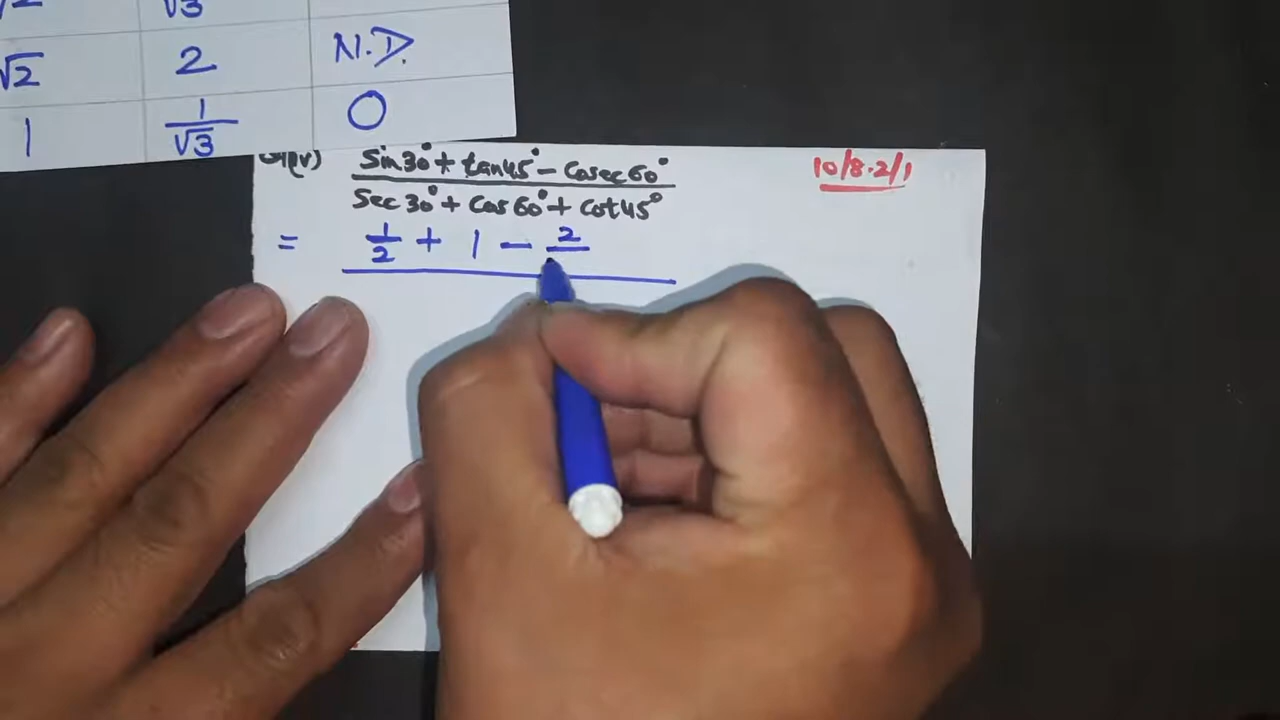 √3
√2 2 N.D.
1 1/√3 0
(iv) Sin30° + tan45° - Cosec60° 10/8.2/1
Sec30° + Cos60° + Cot45°
= 1/2 + 1 - 2